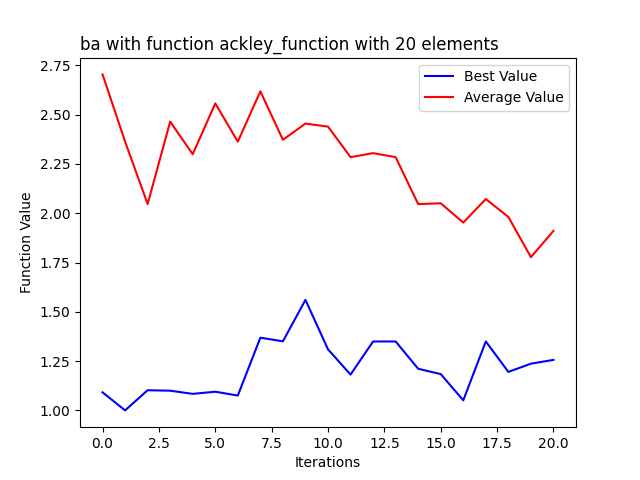 ba with function ackley_function with 20 elements
Best Value
Average Value
2.75
2.50
2.25
2.00
1.75
1.50
1.25
1.00
Function Value
0.0 2.5 5.0 7.5 10.0 12.5 15.0 17.5 20.0
Iterations